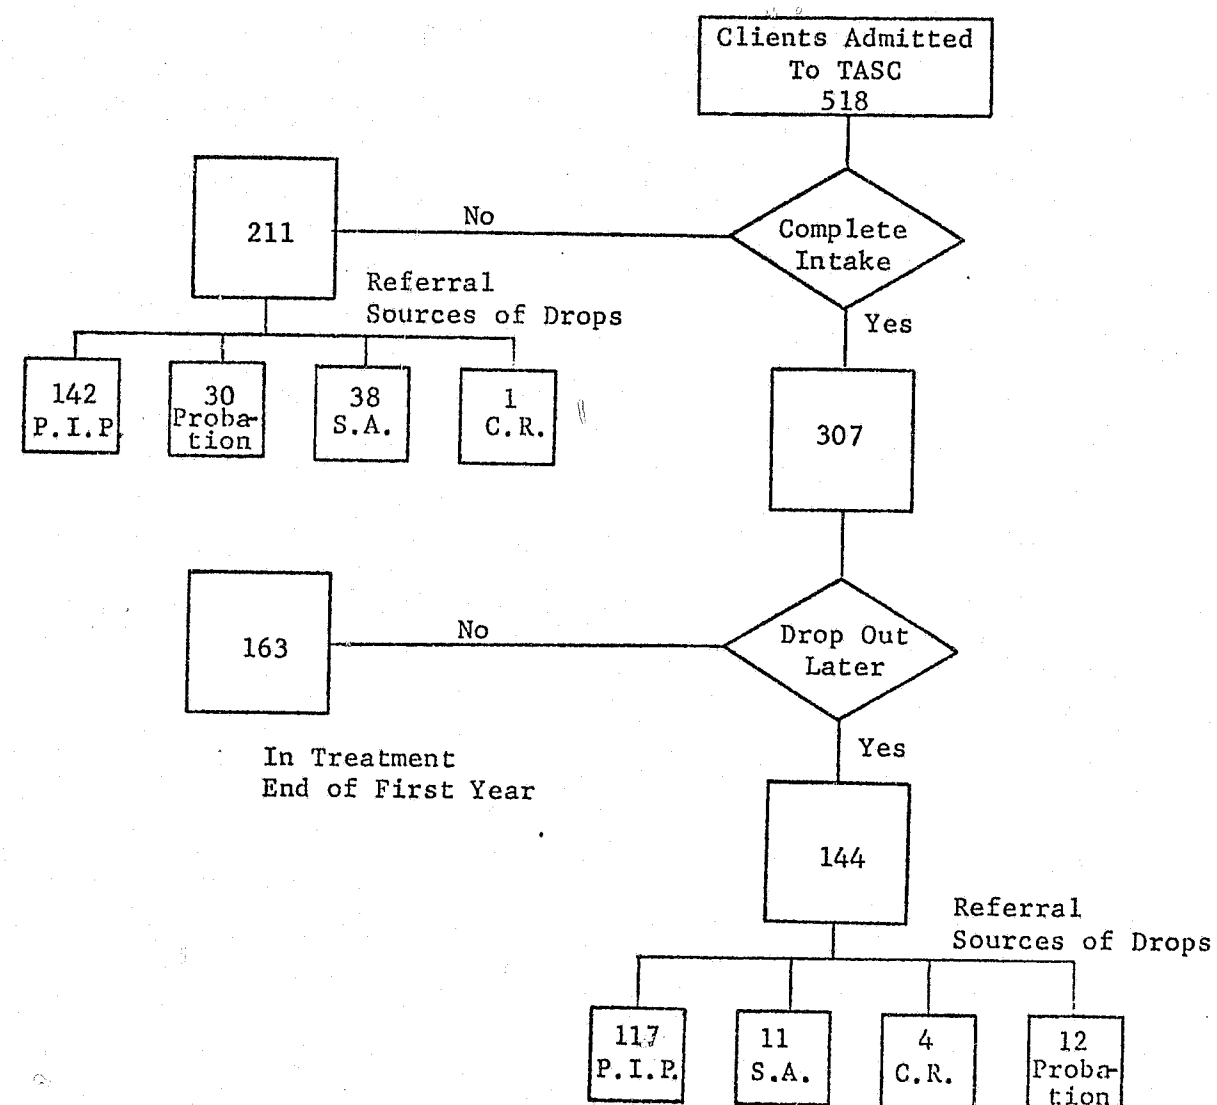 Clients Admitted
To TASC
518
Complete
Intake
No
Yes
211
Referral
Sources of Drops
142
P.I.P.
30
Proba-
tion
38
S.A.
1
C.R.
307
Drop Out
Later
No
Yes
163
In Treatment
End of First Year
144
Referral
Sources of Drops
117
P.I.P.
11
S.A.
4
C.R.
12
Proba-
tion